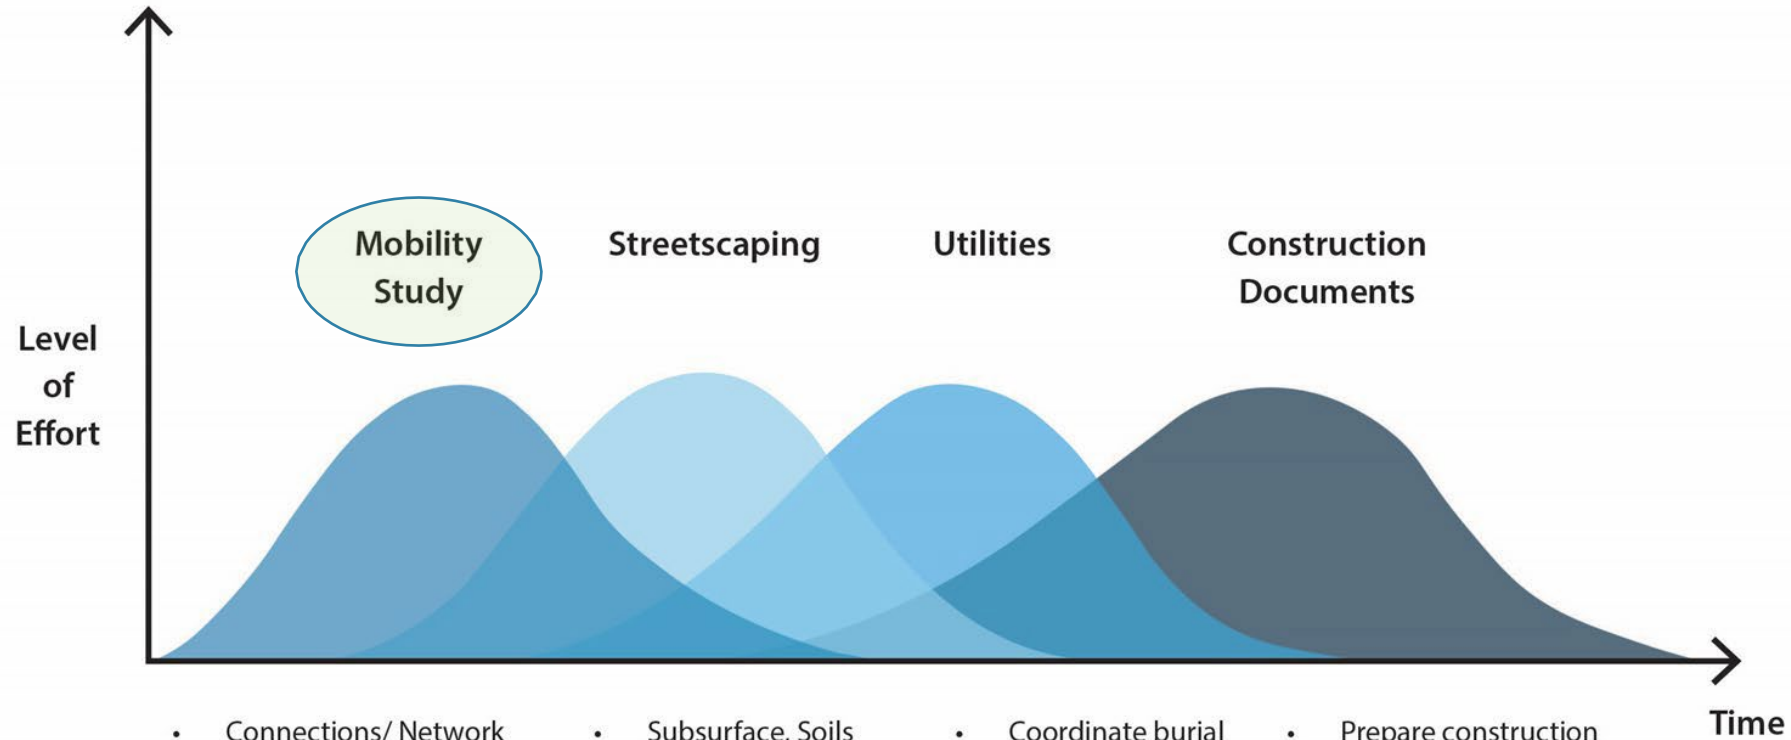 Mobility
Study
Streetscaping
Utilities
Construction
Documents
Level
of
Effort
• Connections/ Network
• Subsurface, Soils
• Coordinate burial
• Prepare construction
Time